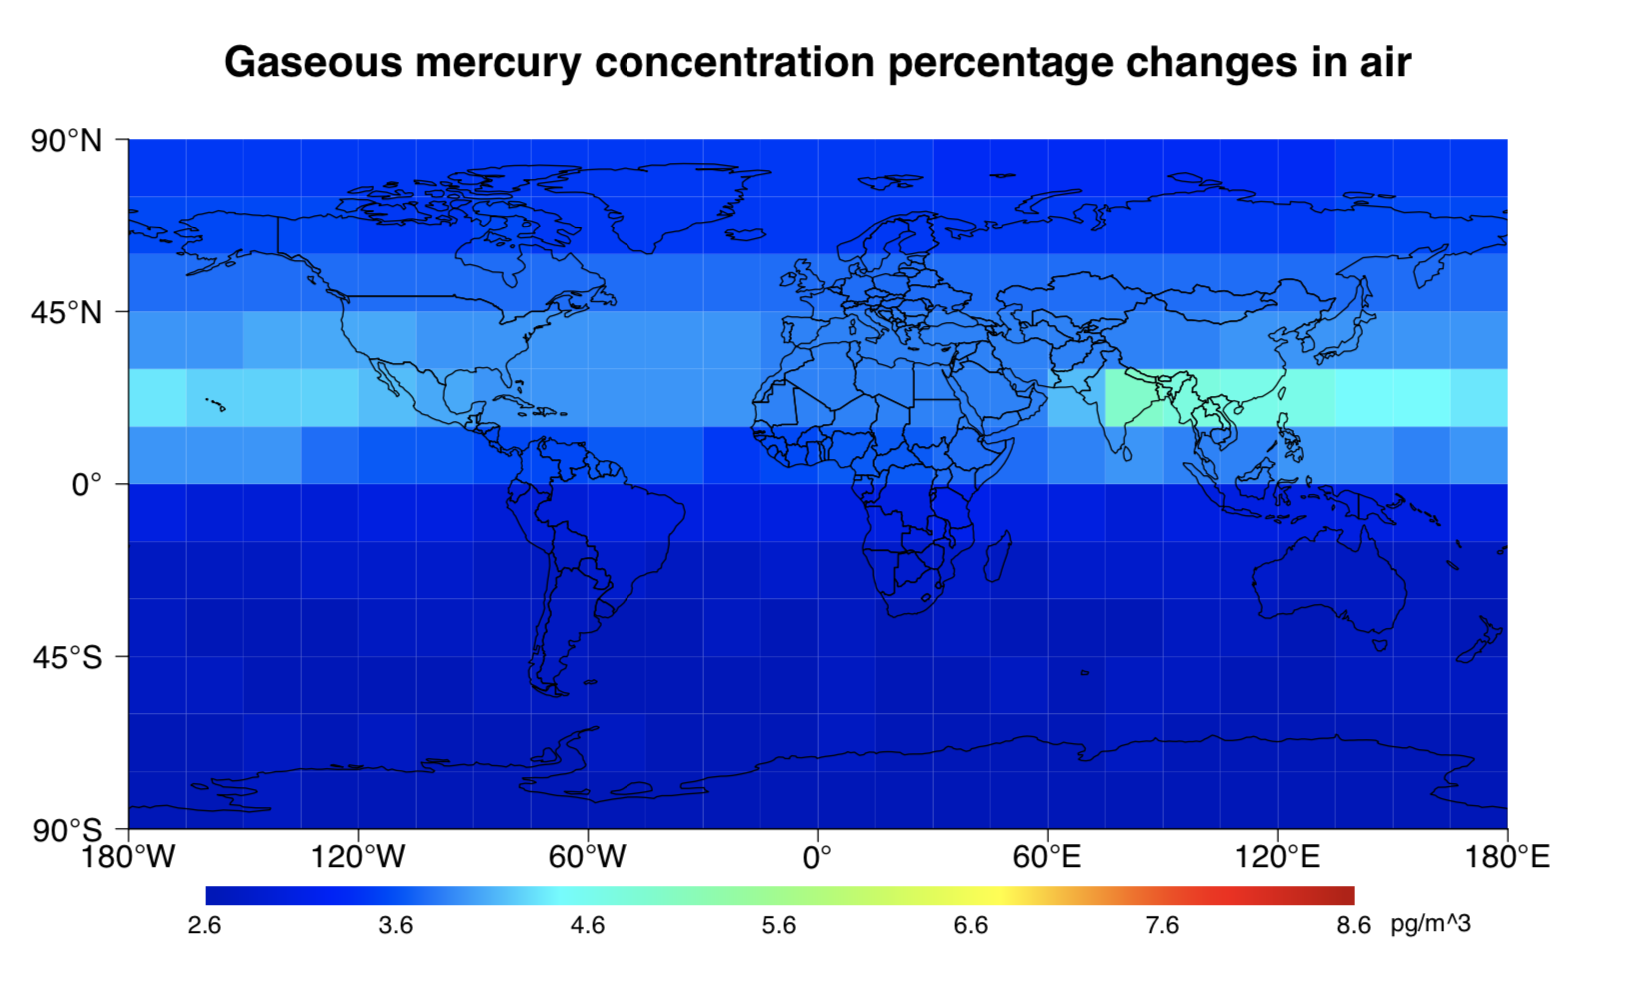 Gaseous mercury concentration percentage changes in air
90°N
45°N
0°
45°S
90°S
180°W 120°W 60°W 0° 60°E 120°E 180°E
2.6 3.6 4.6 5.6 6.6 7.6 8.6 pg/m^3